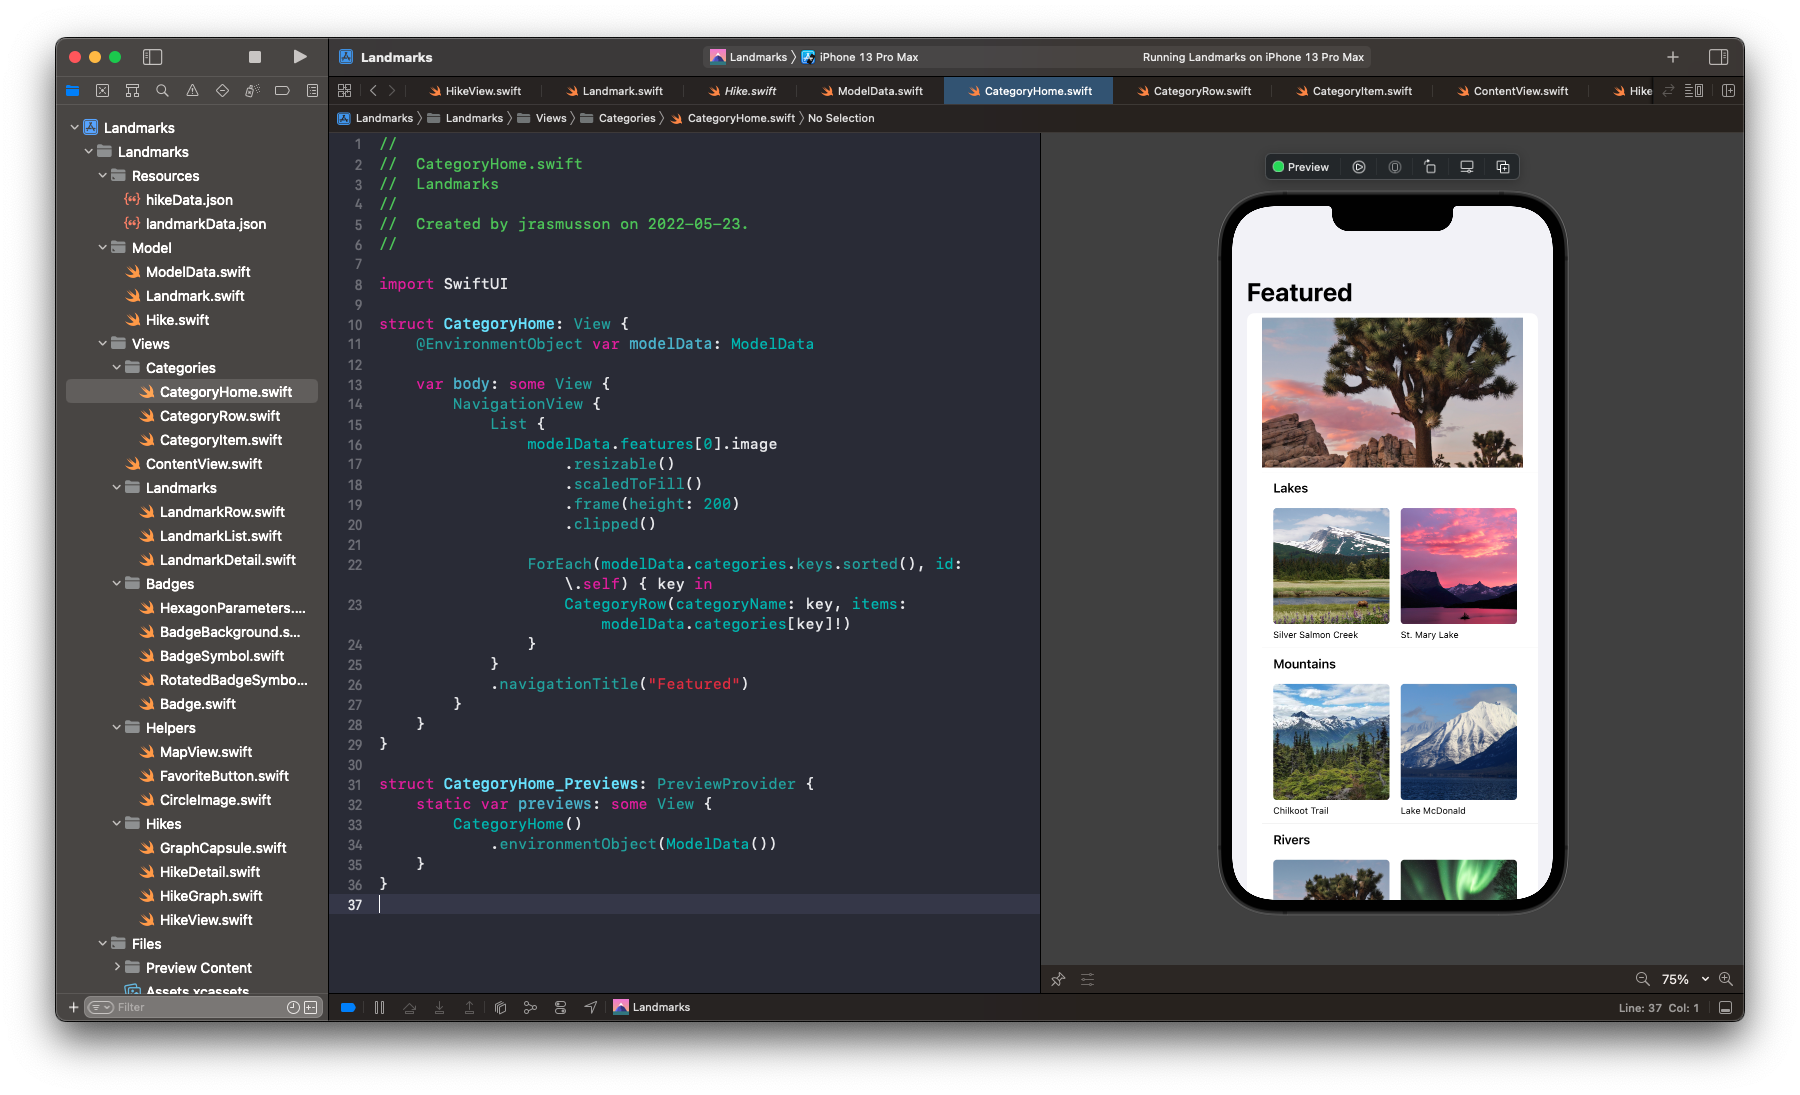 Landmarks
Landmarks 〉 iPhone 13 Pro Max
Running Landmarks on iPhone 13 Pro Max
HikeView.swift
Landmark.swift
Hike.swift
ModelData.swift
CategoryHome.swift
CategoryRow.swift
CategoryItem.swift
ContentView.swift
Hike
Landmarks 〉 Landmarks 〉 Views 〉 Categories 〉 CategoryHome.swift 〉 No Selection
Landmarks
Landmarks
Resources
hikeData.json
landmarkData.json
Model
ModelData.swift
Landmark.swift
Hike.swift
Views
Categories
CategoryHome.swift
CategoryRow.swift
CategoryItem.swift
ContentView.swift
Landmarks
LandmarkRow.swift
LandmarkList.swift
LandmarkDetail.swift
Badges
HexagonParameters....
BadgeBackground.s...
BadgeSymbol.swift
RotatedBadgeSymbo...
Badge.swift
Helpers
MapView.swift
FavoriteButton.swift
CircleImage.swift
Hikes
GraphCapsule.swift
HikeDetail.swift
HikeGraph.swift
HikeView.swift
Files
Preview Content
Assets.xcassets
Filter
1 //
2 //  CategoryHome.swift
3 //  Landmarks
4 //
5 //  Created by jrasmusson on 2022-05-23.
6 //
7
8 import SwiftUI
9
10 struct CategoryHome: View {
11     @EnvironmentObject var modelData: ModelData
12
13     var body: some View {
14         NavigationView {
15             List {
16                 modelData.features[0].image
17                     .resizable()
18                     .scaledToFill()
19                     .frame(height: 200)
20                     .clipped()
21
22                 ForEach(modelData.categories.keys.sorted(), id:
                    \.self) { key in
23                     CategoryRow(categoryName: key, items:
                        modelData.categories[key]!)
24                 }
25             }
26             .navigationTitle("Featured")
27         }
28     }
29 }
30
31 struct CategoryHome_Previews: PreviewProvider {
32     static var previews: some View {
33         CategoryHome()
34             .environmentObject(ModelData())
35     }
36 }
37
Preview
Featured
Lakes
Silver Salmon Creek
St. Mary Lake
Mountains
Chilkoot Trail
Lake McDonald
Rivers
75%
Landmarks
Line: 37 Col: 1